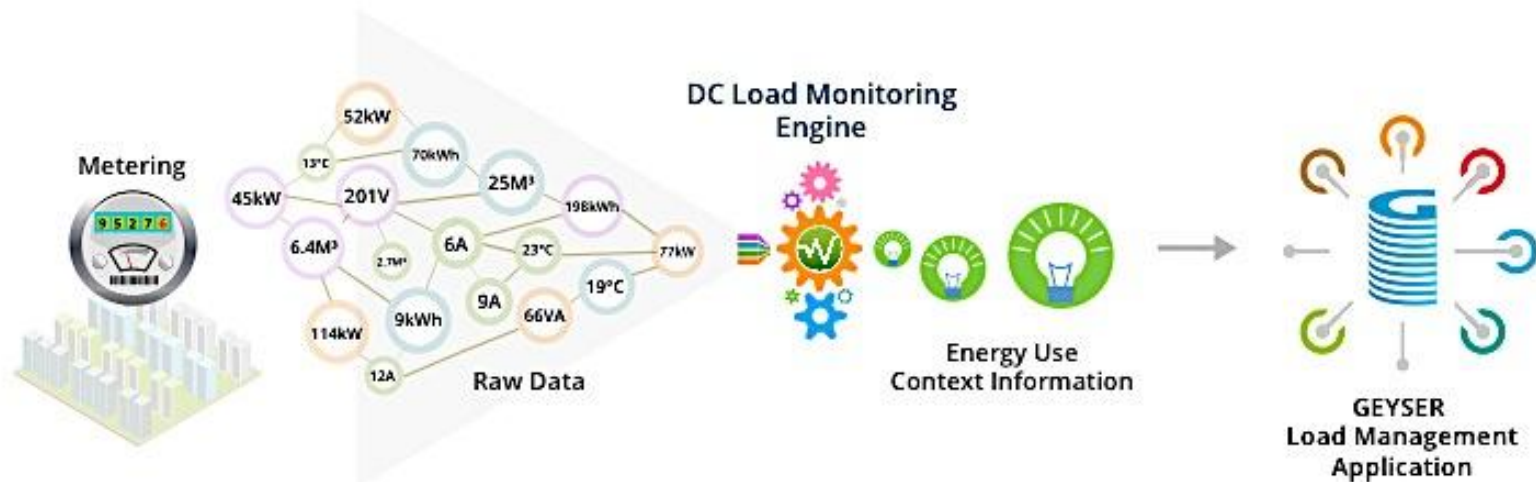 Metering
95276
52kW
13°C
70kWh
45kW
201V
25M³
198kWh
6.4M³
2.7M³
6A
23°C
77kW
19°C
9A
9kWh
66VA
114kW
12A
Raw Data
DC Load Monitoring
Engine
Energy Use
Context Information
G
GEYSER
Load Management
Application